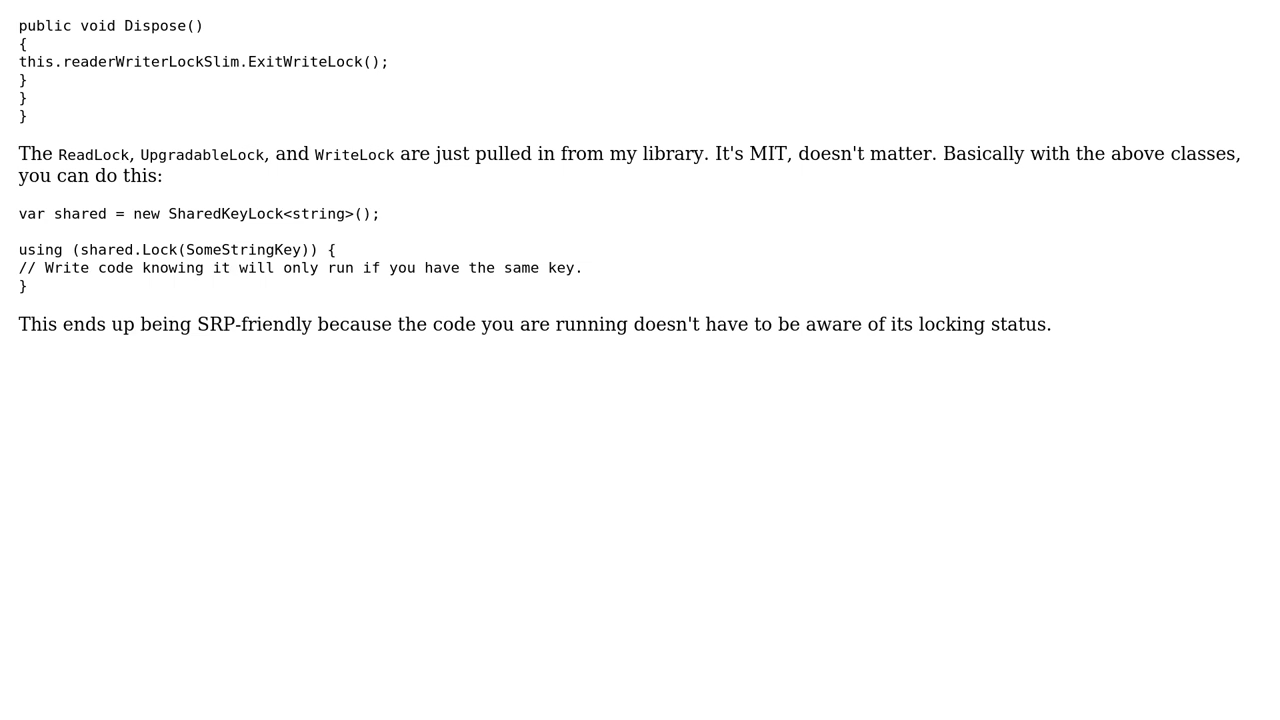 public void Dispose()
{
this.readerWriterLockSlim.ExitWriteLock();
}
}
}
The ReadLock, UpgradableLock, and WriteLock are just pulled in from my library. It's MIT, doesn't matter. Basically with the above classes,
you can do this:
var shared = new SharedKeyLock<string>();
using (shared.Lock(SomeStringKey)) {
// Write code knowing it will only run if you have the same key.
}
This ends up being SRP-friendly because the code you are running doesn't have to be aware of its locking status.